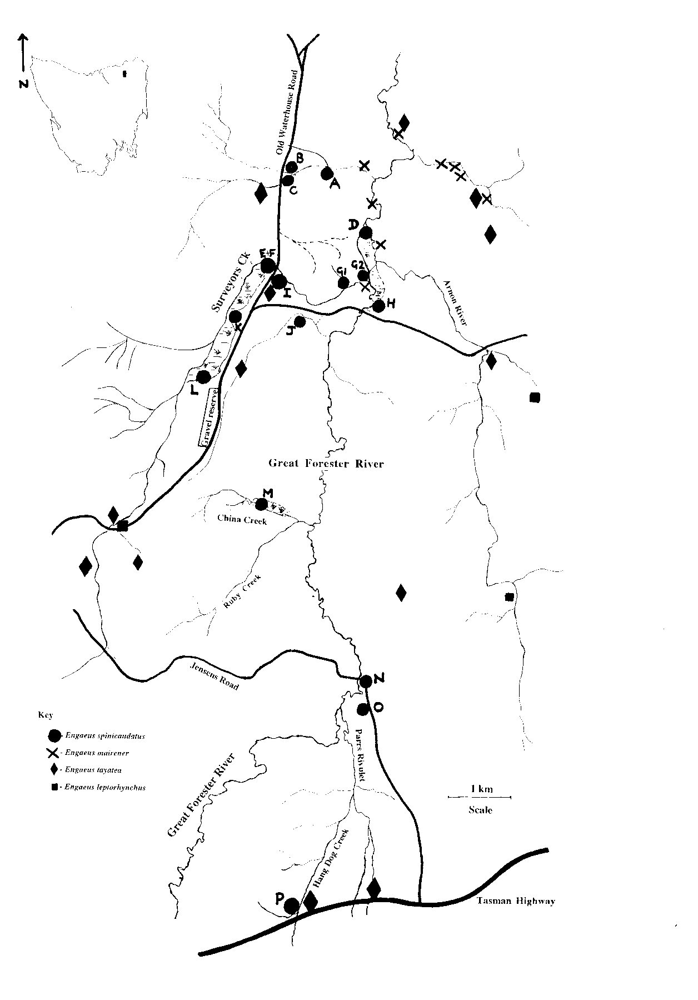 N
Old Waterhouse Road
B
A
C
D
E+F
G1
G2
Surveyors Ck
I
H
Arnon River
K
J
L
Gravel reserve
Great Forester River
M
China Creek
Ruby Creek
Jensens Road
N
O
Key
- Engaeus spinicaudatus
- Engaeus mairener
- Engaeus tayatea
- Engaeus leptorhynchus
Parrs Rivulet
Great Forester River
1 km
Scale
Hang Dog Creek
P
Tasman Highway